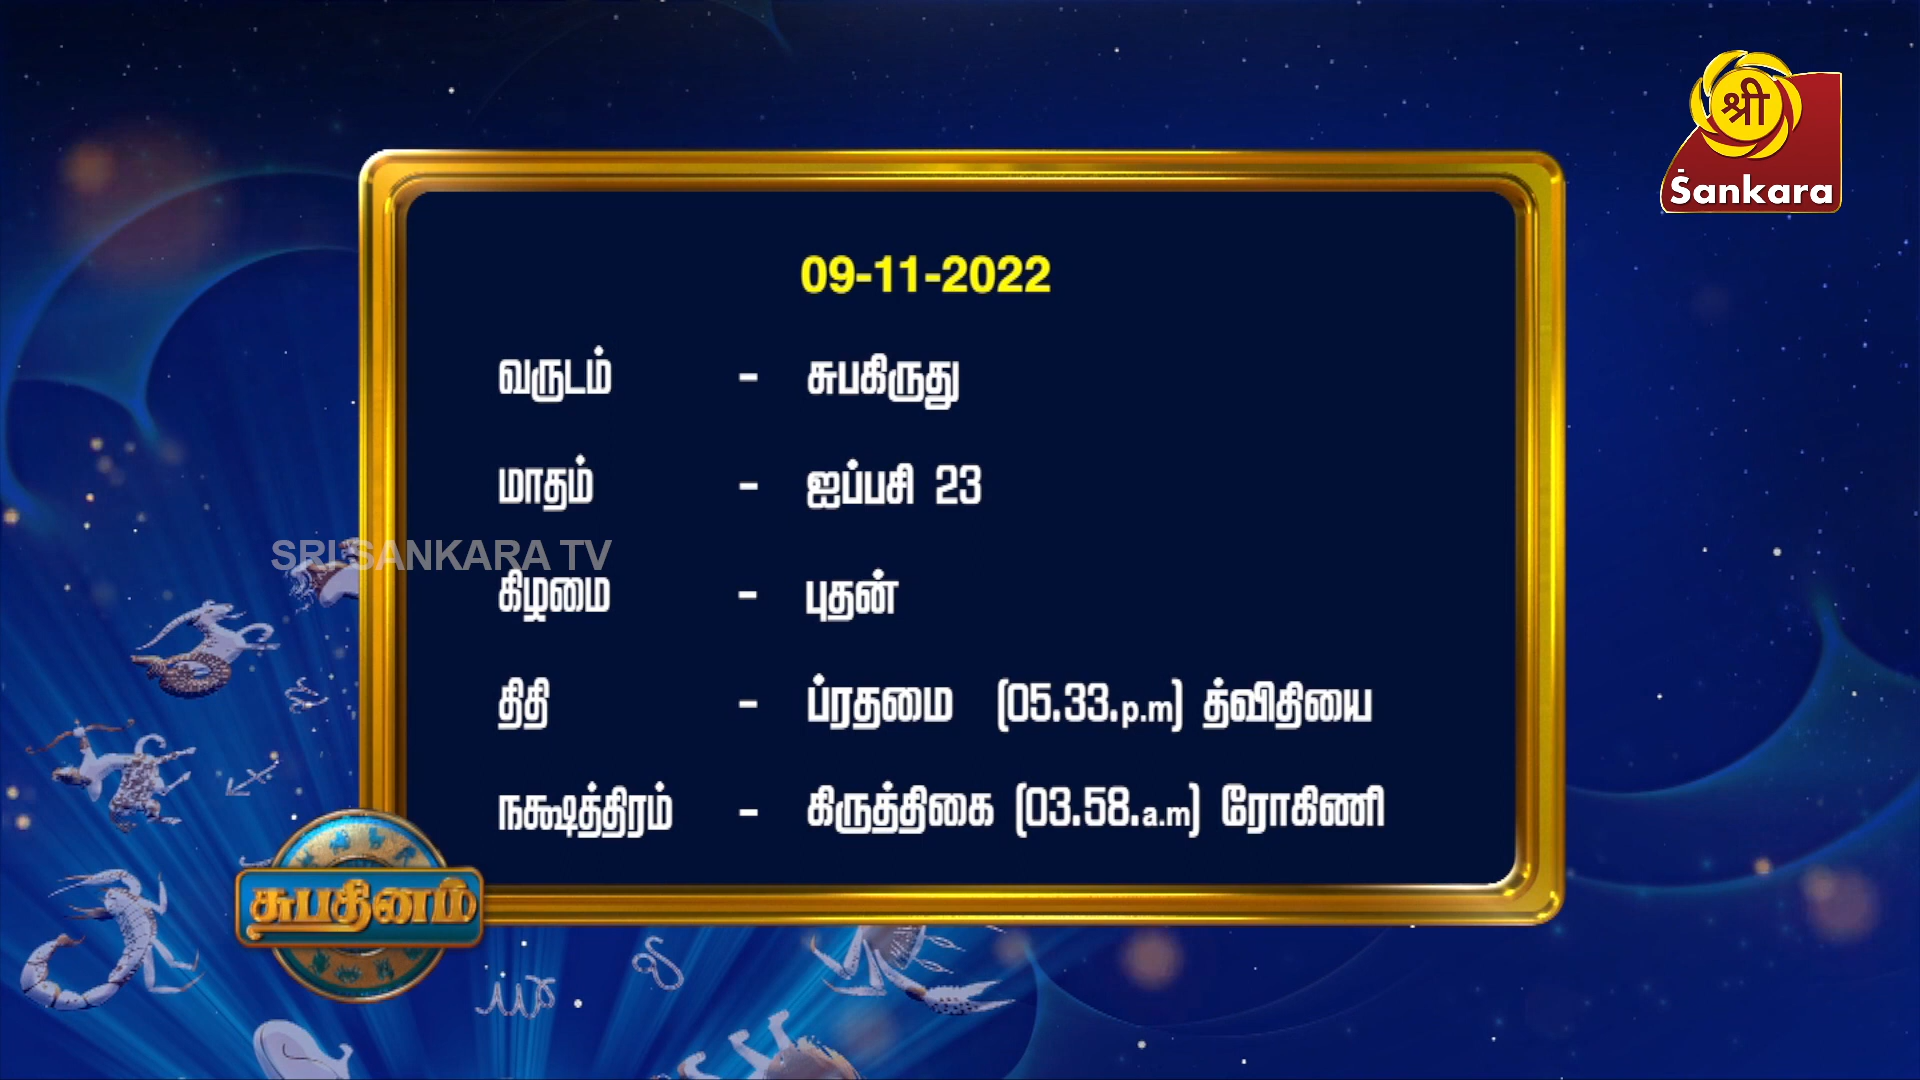 श्री
Sankara
09-11-2022
வருடம் - சுபகிருது
மாதம் - ஐப்பசி 23
SRI SANKARA TV
கிழமை - புதன்
திதி - ப்ரதமை (05.33.p.m) த்விதியை
நக்ஷத்திரம் - கிருத்திகை (03.58.a.m) ரோகிணி
சுபதினம்